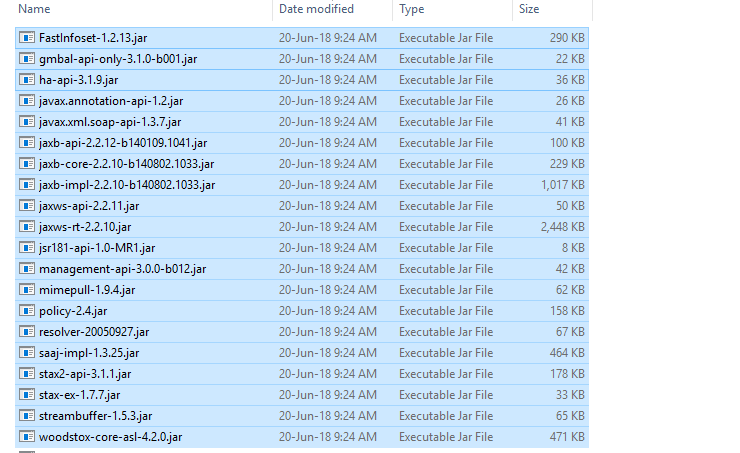 Name Date modified Type Size
FastInfoset-1.2.13.jar 20-Jun-18 9:24 AM Executable Jar File 290 KB
gmbal-api-only-3.1.0-b001.jar 20-Jun-18 9:24 AM Executable Jar File 22 KB
ha-api-3.1.9.jar 20-Jun-18 9:24 AM Executable Jar File 36 KB
javax.annotation-api-1.2.jar 20-Jun-18 9:24 AM Executable Jar File 26 KB
javax.xml.soap-api-1.3.7.jar 20-Jun-18 9:24 AM Executable Jar File 41 KB
jaxb-api-2.2.12-b140109.1041.jar 20-Jun-18 9:24 AM Executable Jar File 100 KB
jaxb-core-2.2.10-b140802.1033.jar 20-Jun-18 9:24 AM Executable Jar File 229 KB
jaxb-impl-2.2.10-b140802.1033.jar 20-Jun-18 9:24 AM Executable Jar File 1,017 KB
jaxws-api-2.2.11.jar 20-Jun-18 9:24 AM Executable Jar File 50 KB
jaxws-rt-2.2.10.jar 20-Jun-18 9:24 AM Executable Jar File 2,448 KB
jsr181-api-1.0-MR1.jar 20-Jun-18 9:24 AM Executable Jar File 8 KB
management-api-3.0.0-b012.jar 20-Jun-18 9:24 AM Executable Jar File 42 KB
mimepull-1.9.4.jar 20-Jun-18 9:24 AM Executable Jar File 62 KB
policy-2.4.jar 20-Jun-18 9:24 AM Executable Jar File 158 KB
resolver-20050927.jar 20-Jun-18 9:24 AM Executable Jar File 67 KB
saaj-impl-1.3.25.jar 20-Jun-18 9:24 AM Executable Jar File 464 KB
stax2-api-3.1.1.jar 20-Jun-18 9:24 AM Executable Jar File 178 KB
stax-ex-1.7.7.jar 20-Jun-18 9:24 AM Executable Jar File 33 KB
streambuffer-1.5.3.jar 20-Jun-18 9:24 AM Executable Jar File 65 KB
woodstox-core-asl-4.2.0.jar 20-Jun-18 9:24 AM Executable Jar File 471 KB